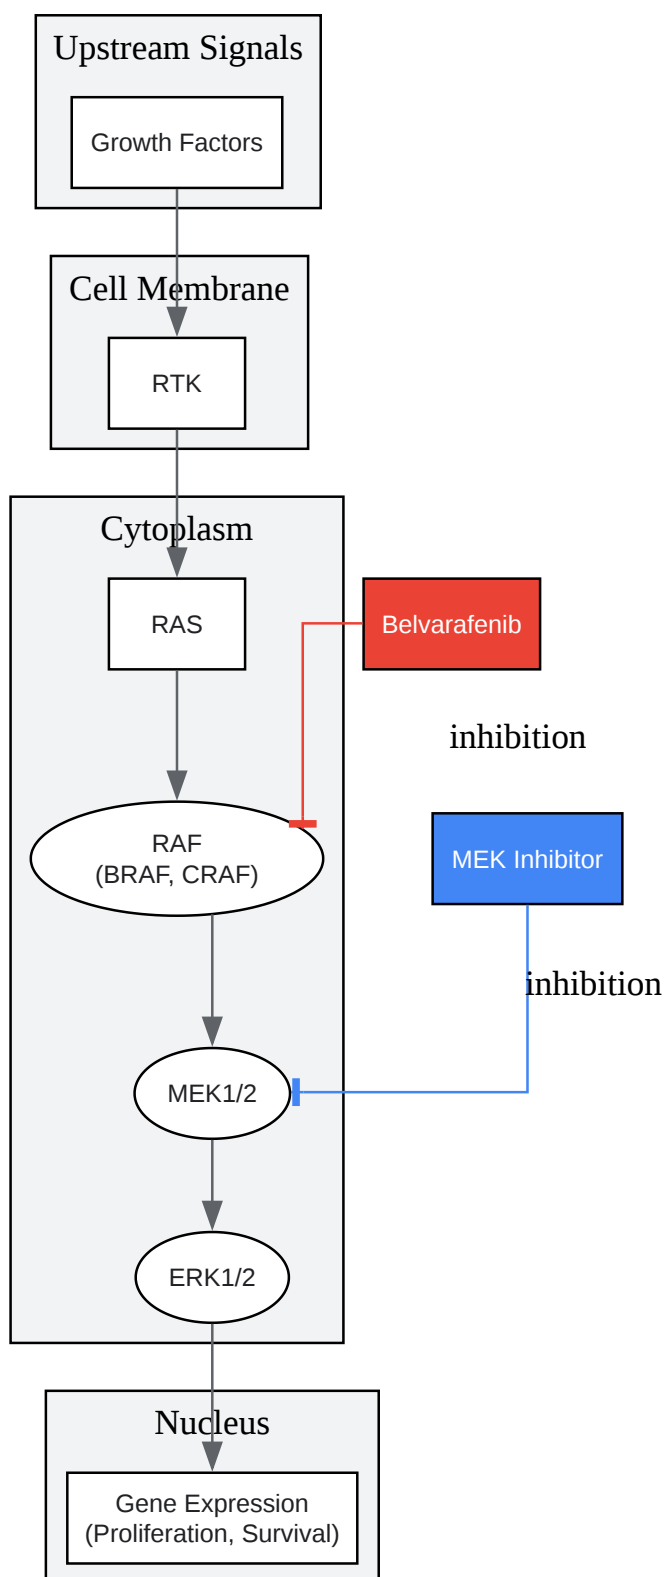 Upstream Signals
Growth Factors
Cell Membrane
RTK
Cytoplasm
RAS
Belvarafenib
inhibition
RAF
(BRAF, CRAF)
MEK Inhibitor
inhibition
MEK1/2
ERK1/2
Nucleus
Gene Expression
(Proliferation, Survival)